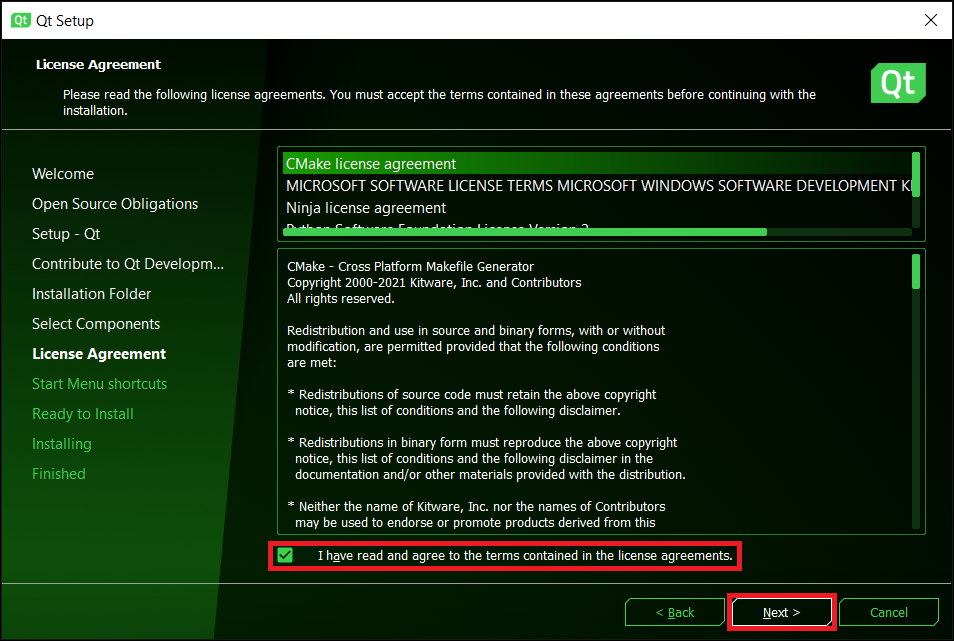 Qt Qt Setup
License Agreement
Please read the following license agreements. You must accept the terms contained in these agreements before continuing with the
installation.
Qt
Welcome
Open Source Obligations
Setup - Qt
Contribute to Qt Developm...
Installation Folder
Select Components
License Agreement
Start Menu shortcuts
Ready to Install
Installing
Finished
CMake license agreement
MICROSOFT SOFTWARE LICENSE TERMS MICROSOFT WINDOWS SOFTWARE DEVELOPMENT KI
Ninja license agreement
Python Software Foundation License Version 2
CMake - Cross Platform Makefile Generator
Copyright 2000-2021 Kitware, Inc. and Contributors
All rights reserved.
Redistribution and use in source and binary forms, with or without
modification, are permitted provided that the following conditions
are met:
* Redistributions of source code must retain the above copyright
notice, this list of conditions and the following disclaimer.
* Redistributions in binary form must reproduce the above copyright
notice, this list of conditions and the following disclaimer in the
documentation and/or other materials provided with the distribution.
* Neither the name of Kitware, Inc. nor the names of Contributors
may be used to endorse or promote products derived from this
I have read and agree to the terms contained in the license agreements.
< Back
Next >
Cancel